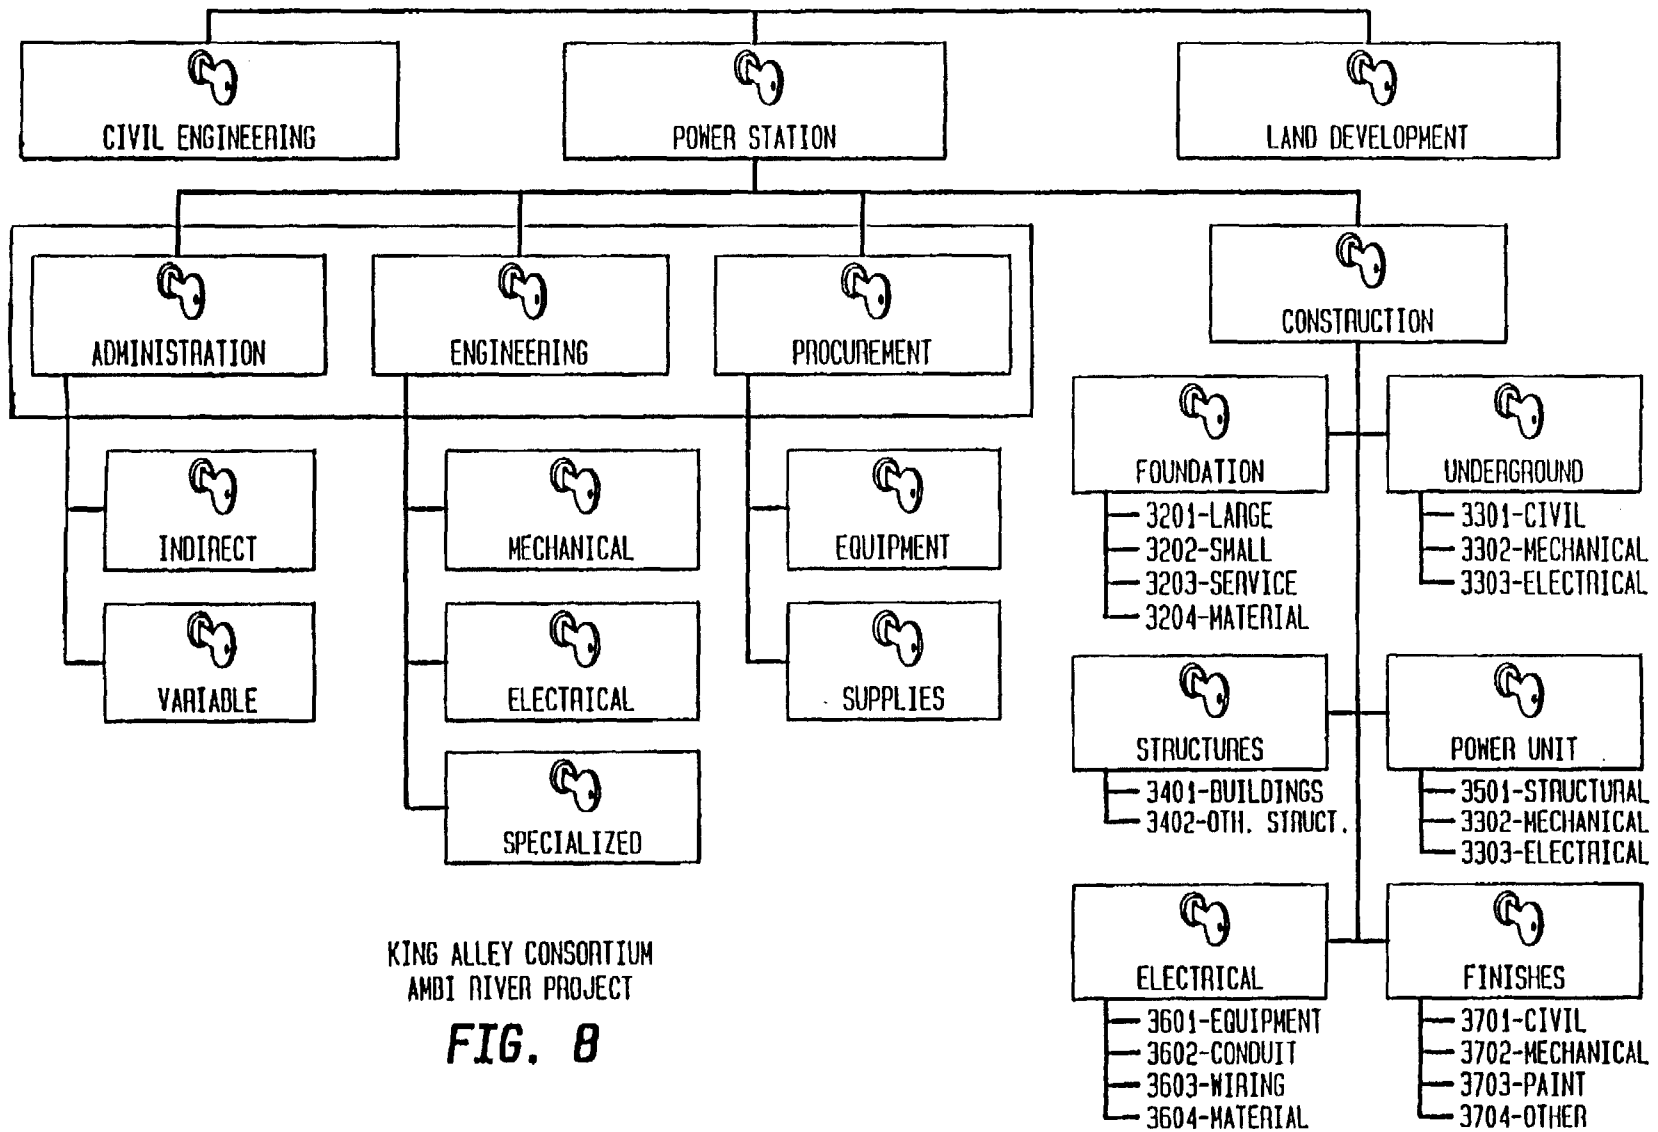 CIVIL ENGINEERING
POWER STATION
LAND DEVELOPMENT
ADMINISTRATION
ENGINEERING
PROCUREMENT
CONSTRUCTION
INDIRECT
VARIABLE
MECHANICAL
ELECTRICAL
SPECIALIZED
EQUIPMENT
SUPPLIES
FOUNDATION
3201-LARGE
3202-SMALL
3203-SERVICE
3204-MATERIAL
UNDERGROUND
3301-CIVIL
3302-MECHANICAL
3303-ELECTRICAL
STRUCTURES
3401-BUILDINGS
3402-OTH. STRUCT.
POWER UNIT
3501-STRUCTURAL
3302-MECHANICAL
3303-ELECTRICAL
ELECTRICAL
3601-EQUIPMENT
3602-CONDUIT
3603-WIRING
3604-MATERIAL
FINISHES
3701-CIVIL
3702-MECHANICAL
3703-PAINT
3704-OTHER
KING ALLEY CONSORTIUM
AMBI RIVER PROJECT
FIG. 8